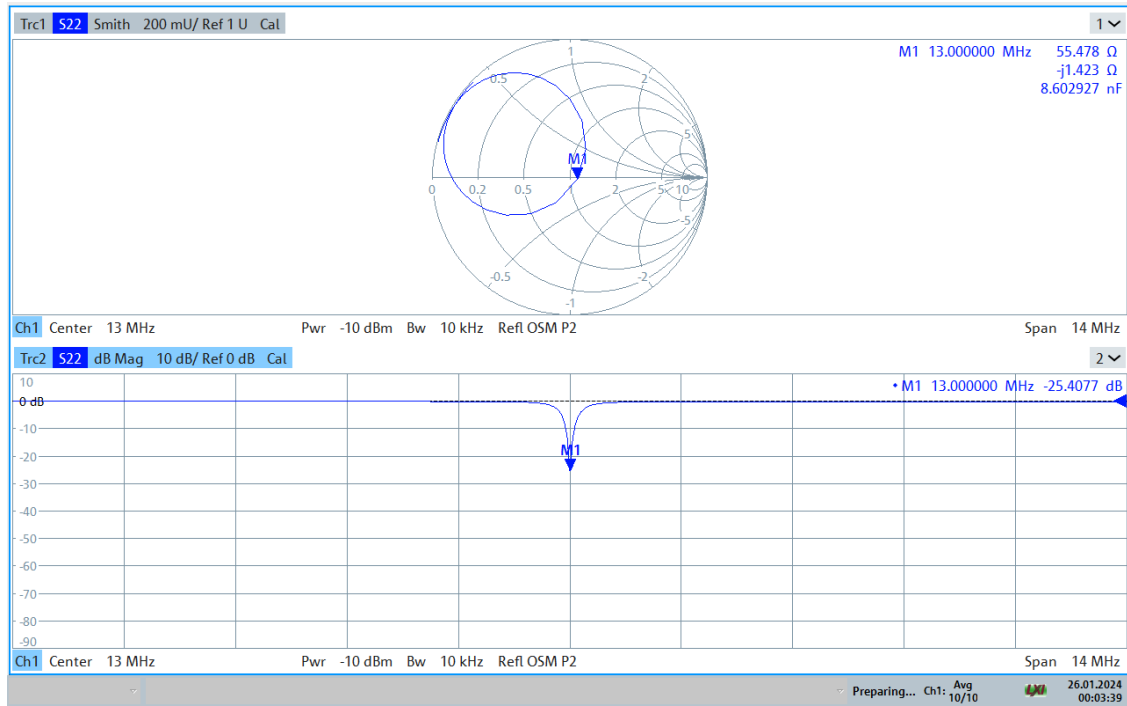 Trc1 S22 Smith 200 mU/ Ref 1 U Cal 1
M1 13.000000 MHz 55.478 Ω
-j1.423 Ω
8.602927 nF
1
0.5 2
5
M1
0 0.2 0.5 1 2 5 10
-5
-0.5 -2
-1
Ch1 Center 13 MHz Pwr -10 dBm Bw 10 kHz Refl OSM P2 Span 14 MHz
Trc2 S22 dB Mag 10 dB/ Ref 0 dB Cal 2
10
• M1 13.000000 MHz -25.4077 dB
0 dB
-10
M1
-20
-30
-40
-50
-60
-70
-80
-90
Ch1 Center 13 MHz Pwr -10 dBm Bw 10 kHz Refl OSM P2 Span 14 MHz
Preparing... Ch1: Avg 10/10 LXI 26.01.2024
00:03:39